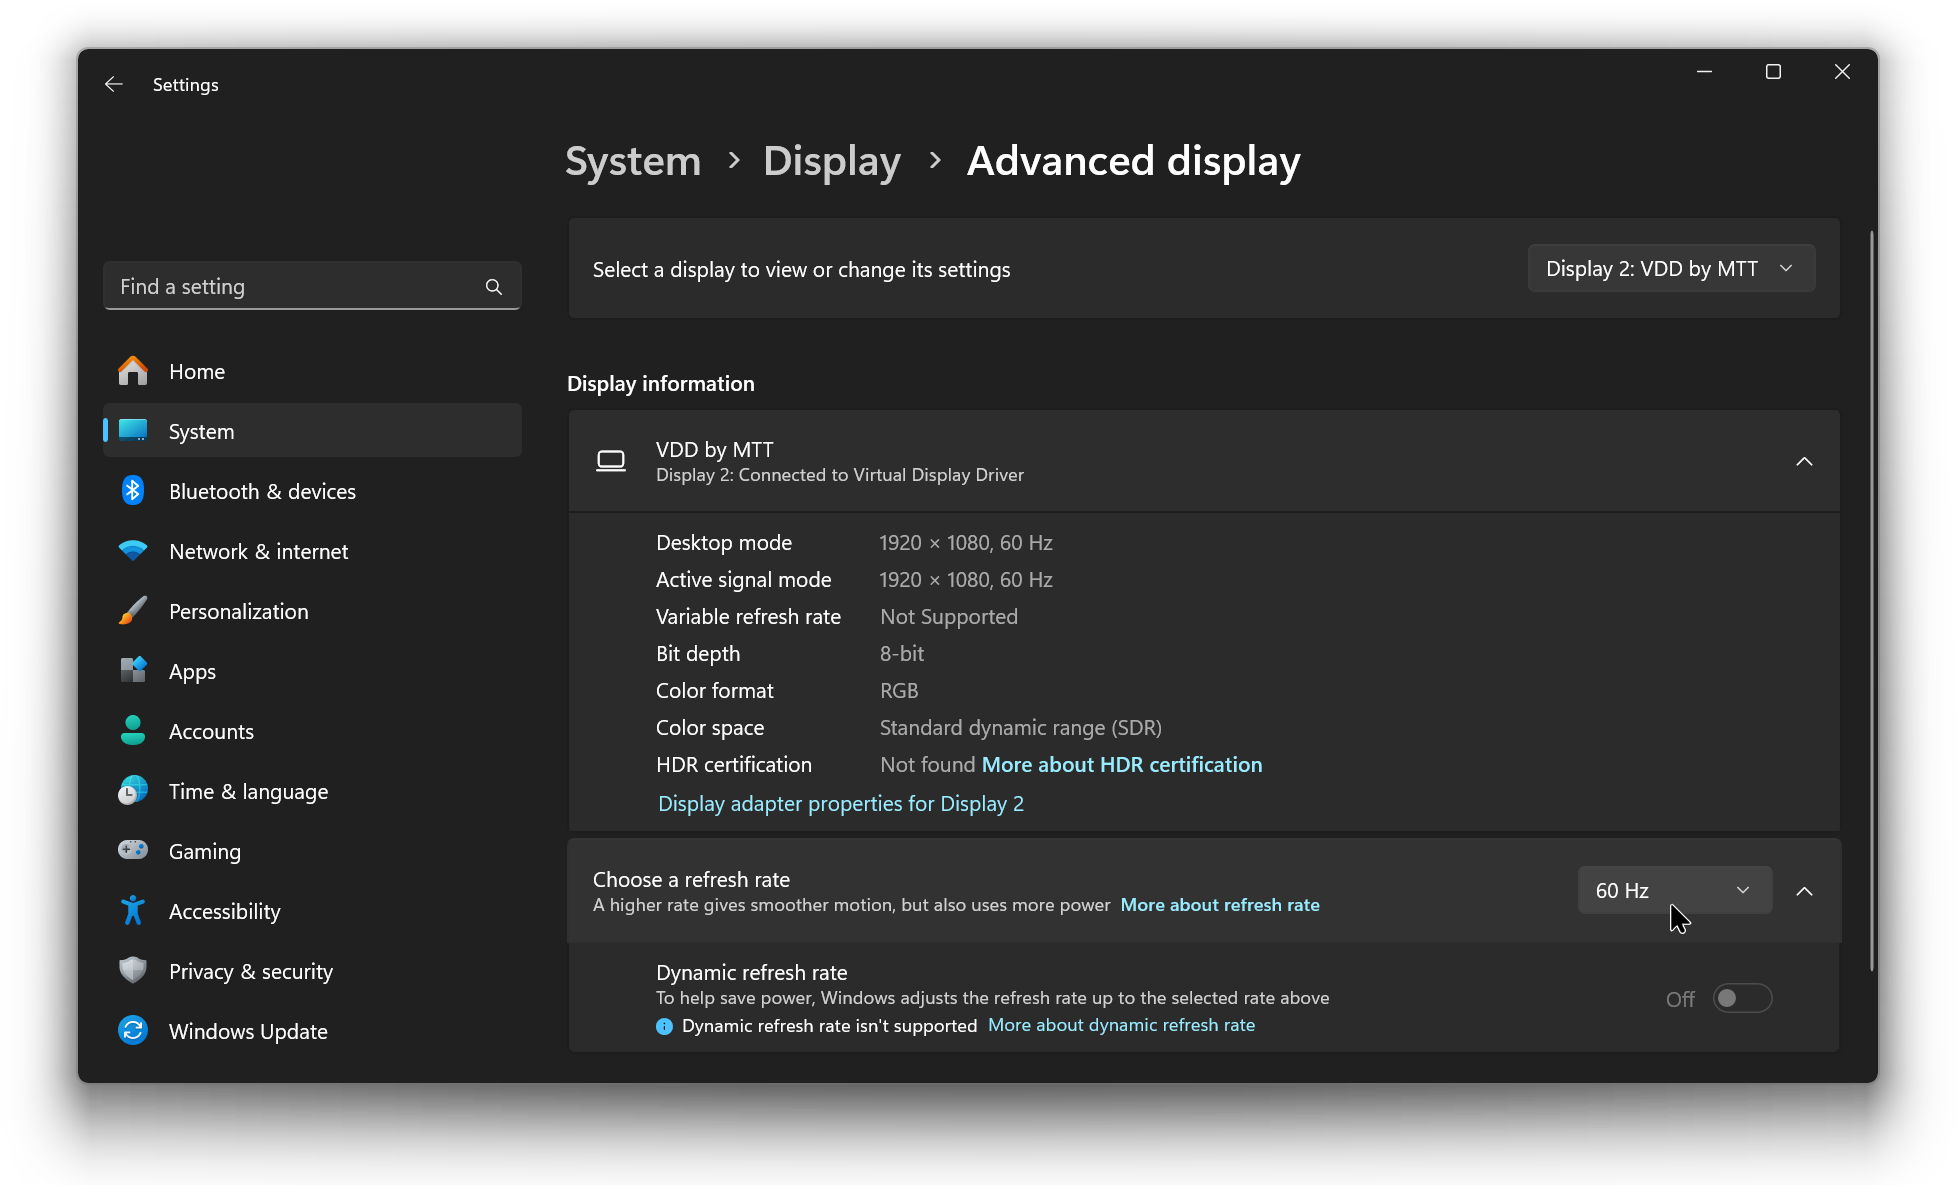 Settings
System > Display > Advanced display
Find a setting
Home
System
Bluetooth & devices
Network & internet
Personalization
Apps
Accounts
Time & language
Gaming
Accessibility
Privacy & security
Windows Update
Select a display to view or change its settings
Display 2: VDD by MTT
Display information
VDD by MTT
Display 2: Connected to Virtual Display Driver
Desktop mode 1920 × 1080, 60 Hz
Active signal mode 1920 × 1080, 60 Hz
Variable refresh rate Not Supported
Bit depth 8-bit
Color format RGB
Color space Standard dynamic range (SDR)
HDR certification Not found More about HDR certification
Display adapter properties for Display 2
Choose a refresh rate
A higher rate gives smoother motion, but also uses more power More about refresh rate
60 Hz
Dynamic refresh rate
To help save power, Windows adjusts the refresh rate up to the selected rate above
Dynamic refresh rate isn't supported More about dynamic refresh rate
Off